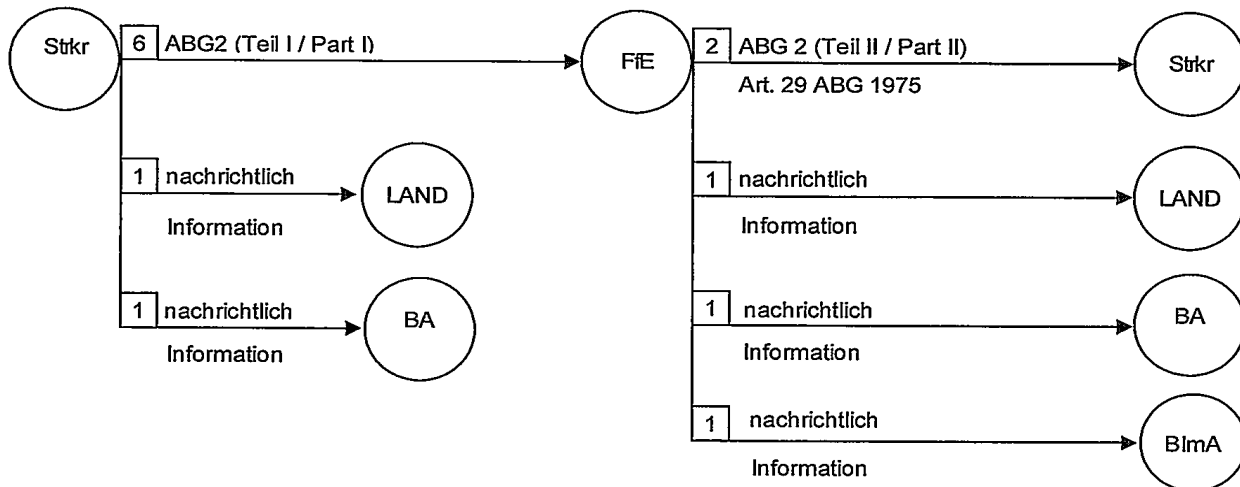 Strkr
6 ABG2 (Teil I / Part I)
1 nachrichtlich
Information
LAND
1 nachrichtlich
Information
BA
FfE
2 ABG 2 (Teil II / Part II)
Art. 29 ABG 1975
Strkr
1 nachrichtlich
Information
LAND
1 nachrichtlich
Information
BA
1 nachrichtlich
Information
BImA